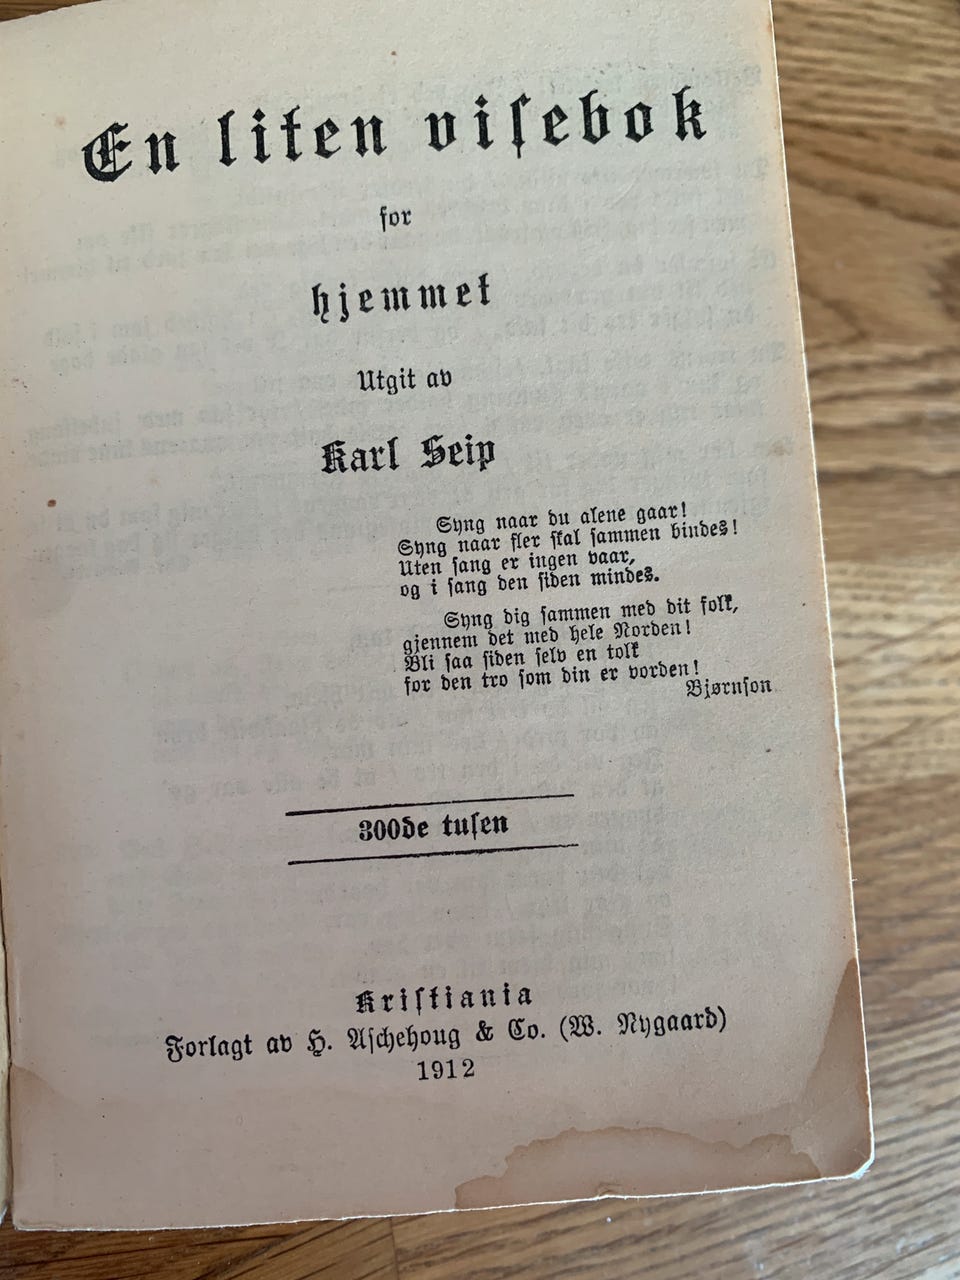 En liten visebok
for
hjemmet
Utgit av
Karl Seip
Syng naar du alene gaar!
Syng naar fler skal sammen bindes!
Uten sang er ingen vaar,
og i sang den siden mindes.
Syng dig sammen med dit folk,
gjennem det med hele Norden!
Bli saa siden selv en tolk
for den tro som din er vorden!
Bjørnson
300de tusen
Kristiania
Forlagt av H. Aschehoug & Co. (W. Nygaard)
1912